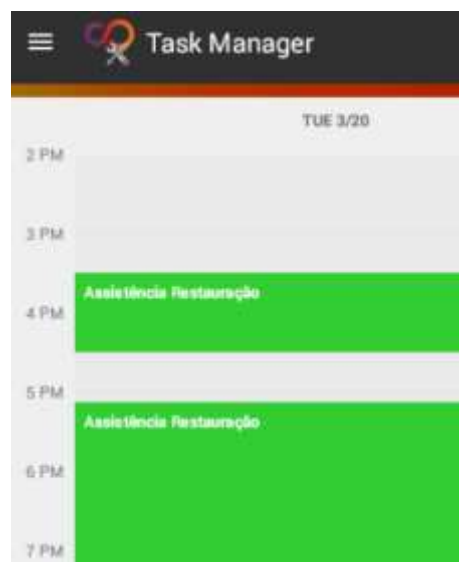 Task Manager
TUE 3/20
2 PM
3 PM
Assistência Restauração
4 PM
5 PM
Assistência Restauração
6 PM
7 PM